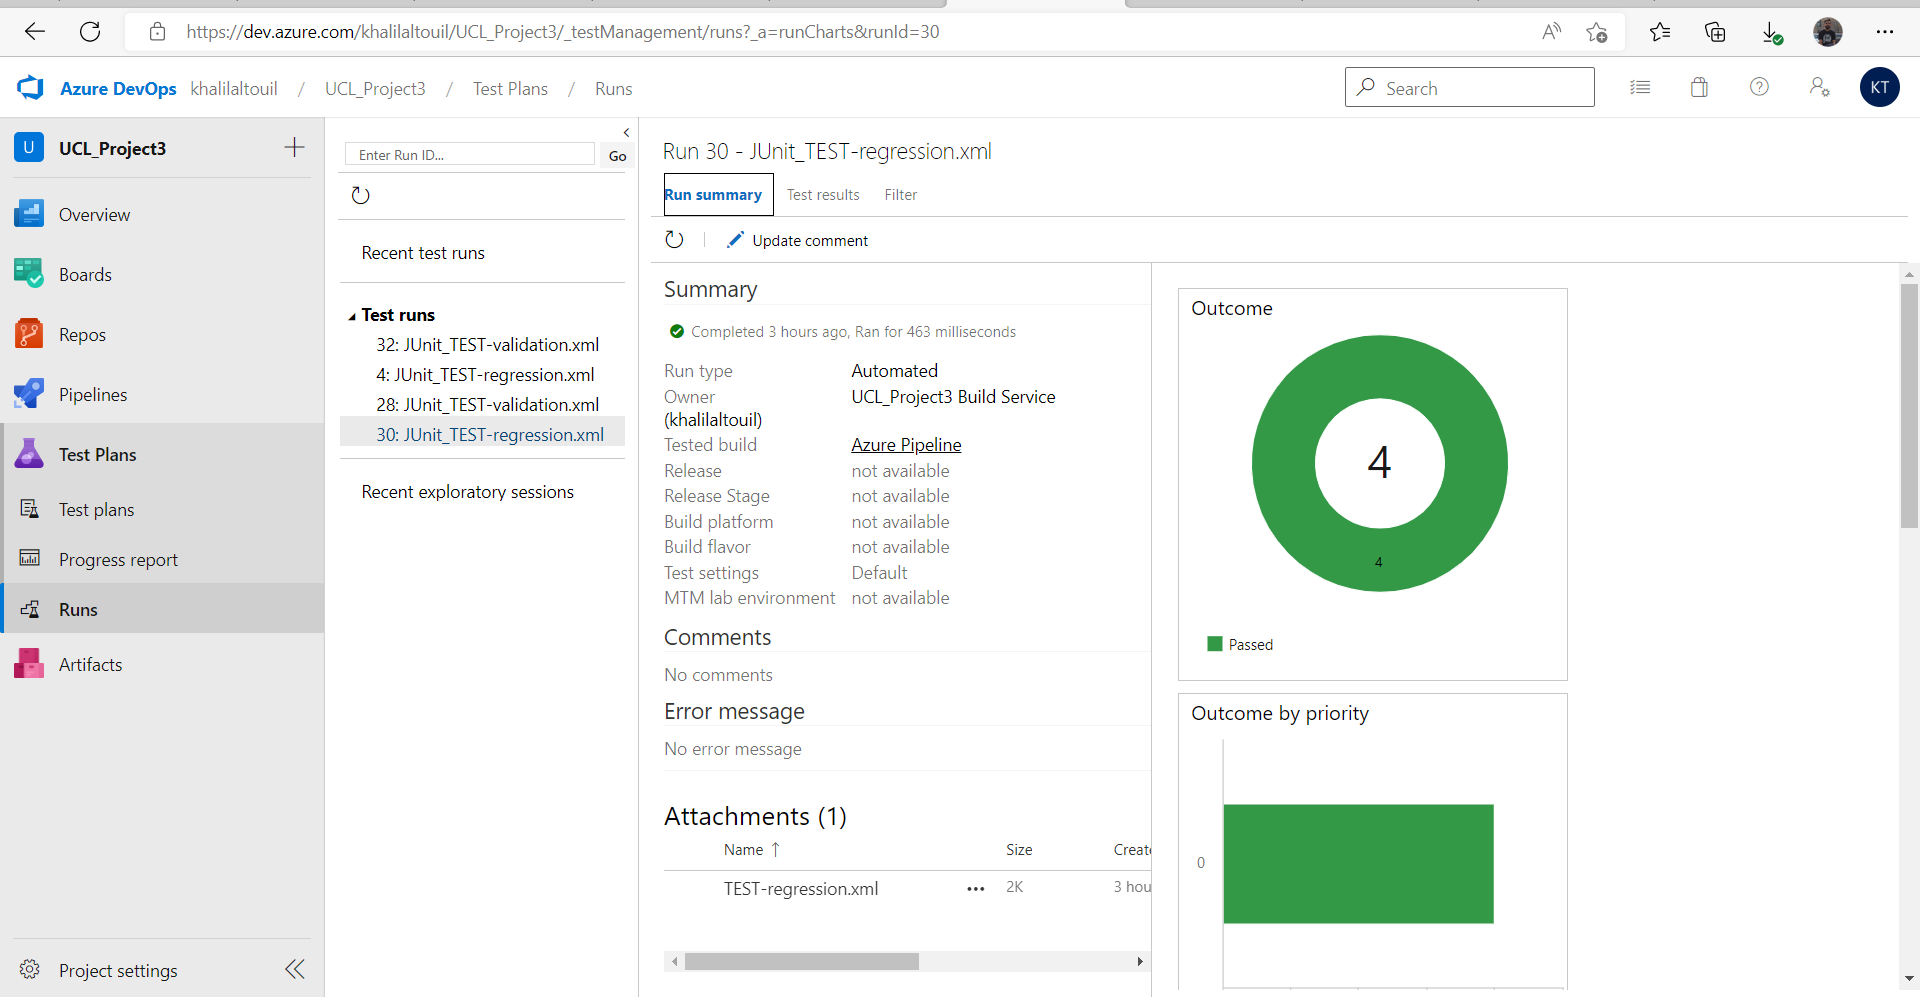 https://dev.azure.com/khalilaltouil/UCL_Project3/_testManagement/runs?_a=runCharts&runId=30
Azure DevOps khalilaltouil / UCL_Project3 / Test Plans / Runs
Search
KT
U UCL_Project3
Overview
Boards
Repos
Pipelines
Test Plans
Test plans
Progress report
Runs
Artifacts
Project settings
Enter Run ID... Go
Recent test runs
Test runs
32: JUnit_TEST-validation.xml
4: JUnit_TEST-regression.xml
28: JUnit_TEST-validation.xml
30: JUnit_TEST-regression.xml
Recent exploratory sessions
Run 30 - JUnit_TEST-regression.xml
Run summary Test results Filter
Update comment
Summary
Completed 3 hours ago, Ran for 463 milliseconds
Run type Automated
Owner UCL_Project3 Build Service
(khalilaltouil)
Tested build Azure Pipeline
Release not available
Release Stage not available
Build platform not available
Build flavor not available
Test settings Default
MTM lab environment not available
Comments
No comments
Error message
No error message
Attachments (1)
Name ↑ Size Create
TEST-regression.xml ••• 2K 3 hou
Outcome
4
4
Passed
Outcome by priority
0